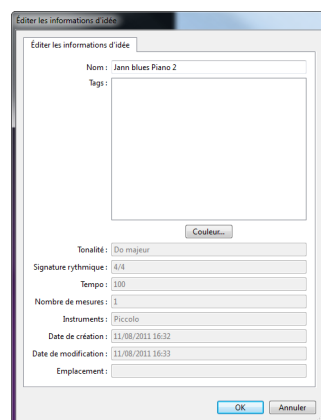 Éditer les informations d'idée
Éditer les informations d'idée
Nom : Jann blues Piano 2
Tags :
Couleur...
Tonalité : Do majeur
Signature rythmique : 4/4
Tempo : 100
Nombre de mesures : 1
Instruments : Piccolo
Date de création : 11/08/2011 16:32
Date de modification : 11/08/2011 16:33
Emplacement :
OK Annuler